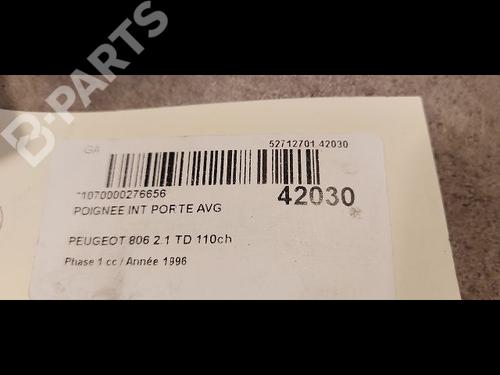 B-PARTS
GA
52712701 42030
*1070000276656
42030
POIGNEE INT PORTE AVG
PEUGEOT 806 2.1 TD 110ch
Phase 1 cc / Année 1996